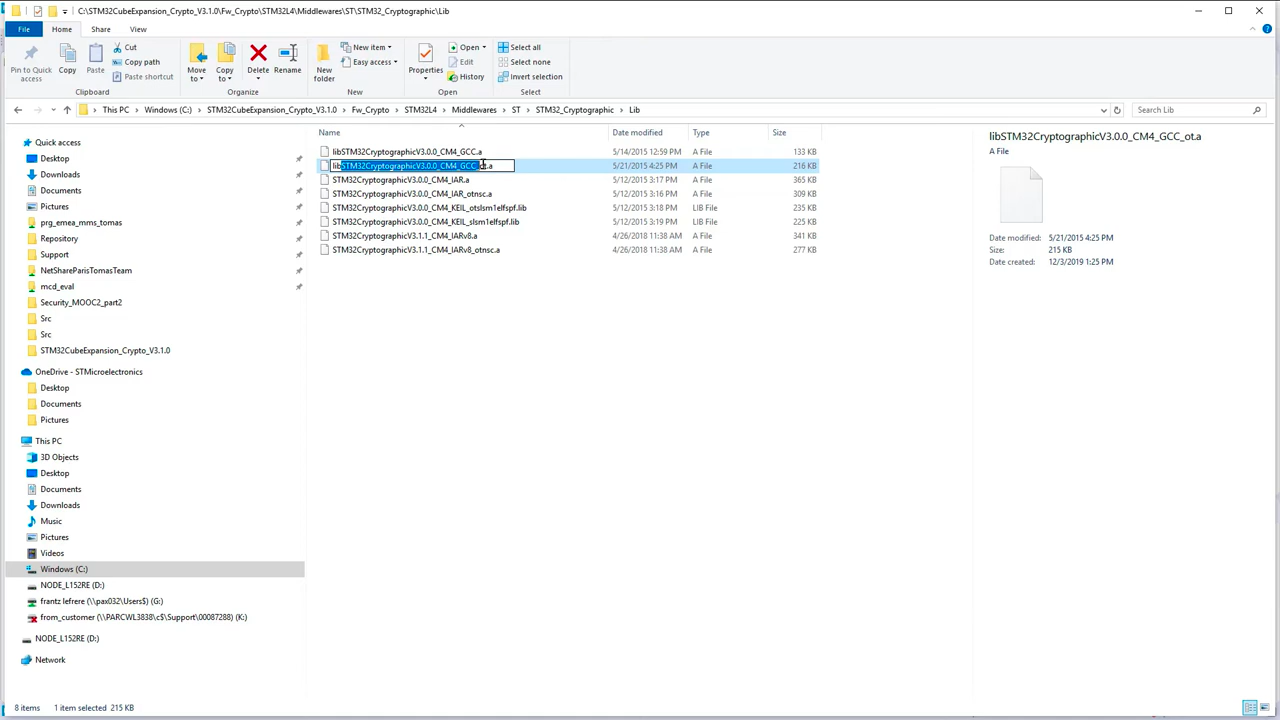 C:\STM32CubeExpansion_Crypto_V3.1.0\Fw_Crypto\STM32L4\Middlewares\ST\STM32_Cryptographic\Lib
File Home Share View
Pin to Quick access
Copy
Paste
Cut
Copy path
Paste shortcut
Clipboard
Move to
Copy to
Delete
Rename
Organize
New folder
New item
Easy access
New
Properties
Open
Edit
History
Open
Select all
Select none
Invert selection
Select
This PC > Windows (C:) > STM32CubeExpansion_Crypto_V3.1.0 > Fw_Crypto > STM32L4 > Middlewares > ST > STM32_Cryptographic > Lib
Search Lib
Quick access
Desktop
Downloads
Documents
Pictures
prg_emea_mms_tomas
Repository
Support
NetShareParisTomasTeam
mcd_eval
Security_MOOC2_part2
Src
Src
STM32CubeExpansion_Crypto_V3.1.0
OneDrive - STMicroelectronics
Desktop
Documents
Pictures
This PC
3D Objects
Desktop
Documents
Downloads
Music
Pictures
Videos
Windows (C:)
NODE_L152RE (D:)
frantz lefrere (\\pax032\Users$) (G:)
from_customer (\\PARCWL3838\c$\Support\00087288) (K:)
NODE_L152RE (D:)
Network
Name Date modified Type Size
libSTM32CryptographicV3.0.0_CM4_GCC.a 5/14/2015 12:59 PM A File 133 KB
libSTM32CryptographicV3.0.0_CM4_GCC_ot.a 5/21/2015 4:25 PM A File 216 KB
STM32CryptographicV3.0.0_CM4_IAR.a 5/12/2015 3:17 PM A File 365 KB
STM32CryptographicV3.0.0_CM4_IAR_otnsc.a 5/12/2015 3:16 PM A File 309 KB
STM32CryptographicV3.0.0_CM4_KEIL_otslsm1elfspf.lib 5/12/2015 3:18 PM LIB File 235 KB
STM32CryptographicV3.0.0_CM4_KEIL_slsm1elfspf.lib 5/12/2015 3:19 PM LIB File 225 KB
STM32CryptographicV3.1.1_CM4_IARv8.a 4/26/2018 11:38 AM A File 341 KB
STM32CryptographicV3.1.1_CM4_IARv8_otnsc.a 4/26/2018 11:38 AM A File 277 KB
libSTM32CryptographicV3.0.0_CM4_GCC_ot.a
A File
Date modified: 5/21/2015 4:25 PM
Size: 215 KB
Date created: 12/3/2019 1:25 PM
8 items 1 item selected 215 KB